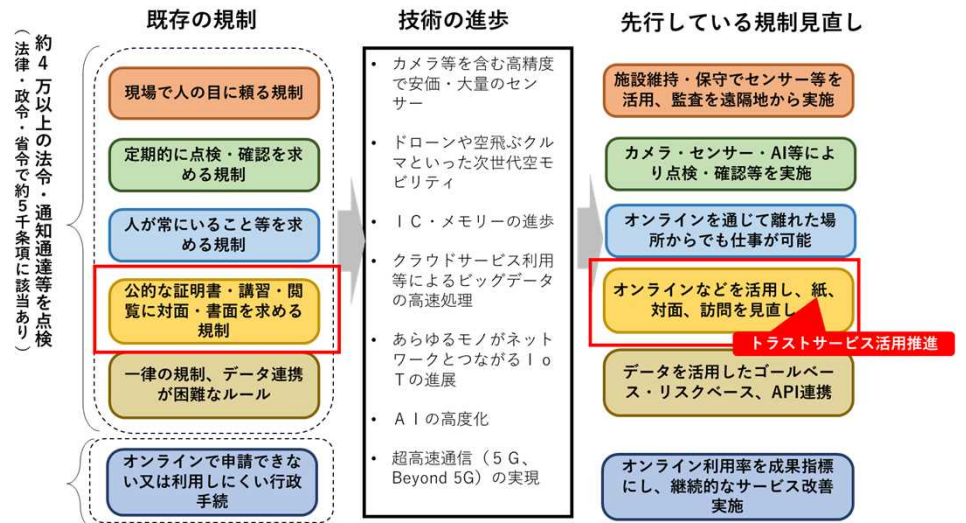 既存の規制
技術の進歩
先行している規制見直し
約4万以上の法令・通知通達等を点検
（法律・政令・省令で約5千条項に該当あり）
現場で人の目に頼る規制
定期的に点検・確認を求
める規制
人が常にいること等を求
める規制
公的な証明書・講習・閲
覧に対面・書面を求める
規制
一律の規制、データ連携
が困難なルール
オンラインで申請できな
い又は利用しにくい行政
手続
• カメラ等を含む高精度
で安価・大量のセン
サー
• ドローンや空飛ぶクル
マといった次世代空モ
ビリティ
• ＩＣ・メモリーの進歩
• クラウドサービス利用
等によるビッグデータ
の高速処理
• あらゆるモノがネット
ワークとつながるＩｏ
Ｔの進展
• ＡＩの高度化
• 超高速通信（５Ｇ、
Beyond 5G）の実現
施設維持・保守でセンサー等を
活用、監査を遠隔地から実施
カメラ・センサー・AI等によ
り点検・確認等を実施
オンラインを通じて離れた場
所からでも仕事が可能
オンラインなどを活用し、紙、
対面、訪問を見直し
トラストサービス活用推進
データを活用したゴールベー
ス・リスクベース、API連携
オンライン利用率を成果指標
にし、継続的なサービス改善
実施